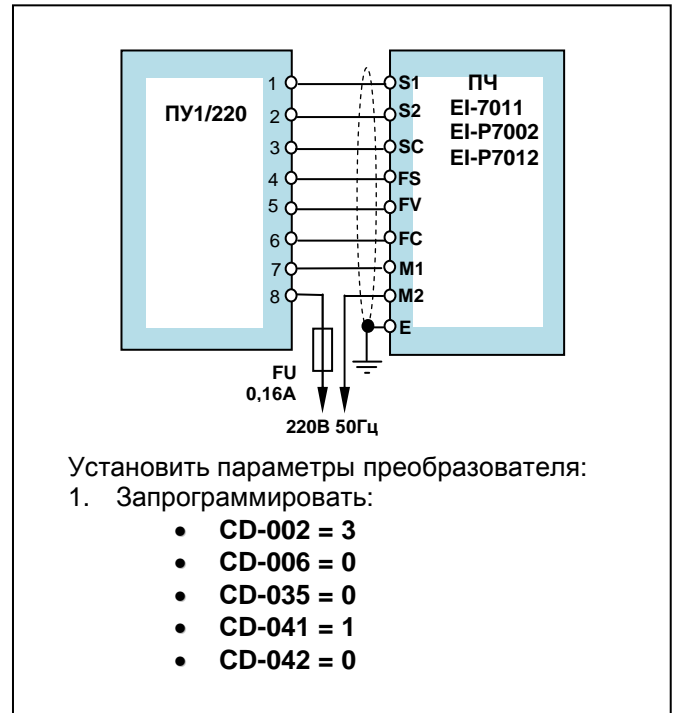 ПУ1/220
1
2
3
4
5
6
7
8
S1
S2
SC
FS
FV
FC
M1
M2
E
ПЧ
EI-7011
EI-P7002
EI-P7012
FU
0,16А
220В 50Гц
Установить параметры преобразователя:
1. Запрограммировать:
• CD-002 = 3
• CD-006 = 0
• CD-035 = 0
• CD-041 = 1
• CD-042 = 0